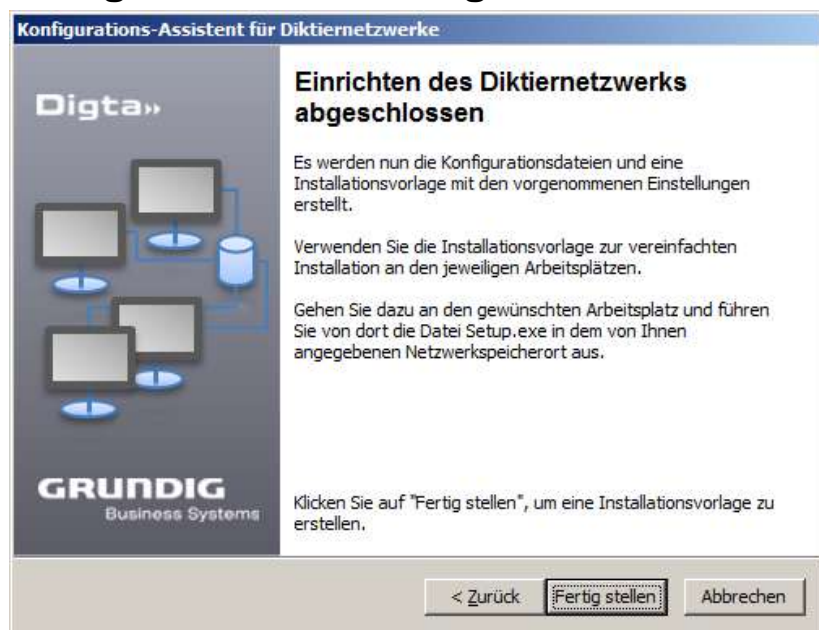 Konfigurations-Assistent für Diktiernetzwerke
Digta
Einrichten des Diktiernetzwerks
abgeschlossen
Es werden nun die Konfigurationsdateien und eine
Installationsvorlage mit den vorgenommenen Einstellungen
erstellt.
Verwenden Sie die Installationsvorlage zur vereinfachten
Installation an den jeweiligen Arbeitsplätzen.
Gehen Sie dazu an den gewünschten Arbeitsplatz und führen
Sie von dort die Datei Setup.exe in dem von Ihnen
angegebenen Netzwerkspeicherort aus.
GRUNDIG
Business Systems
Klicken Sie auf "Fertig stellen", um eine Installationsvorlage zu
erstellen.
< Zurück Fertig stellen Abbrechen